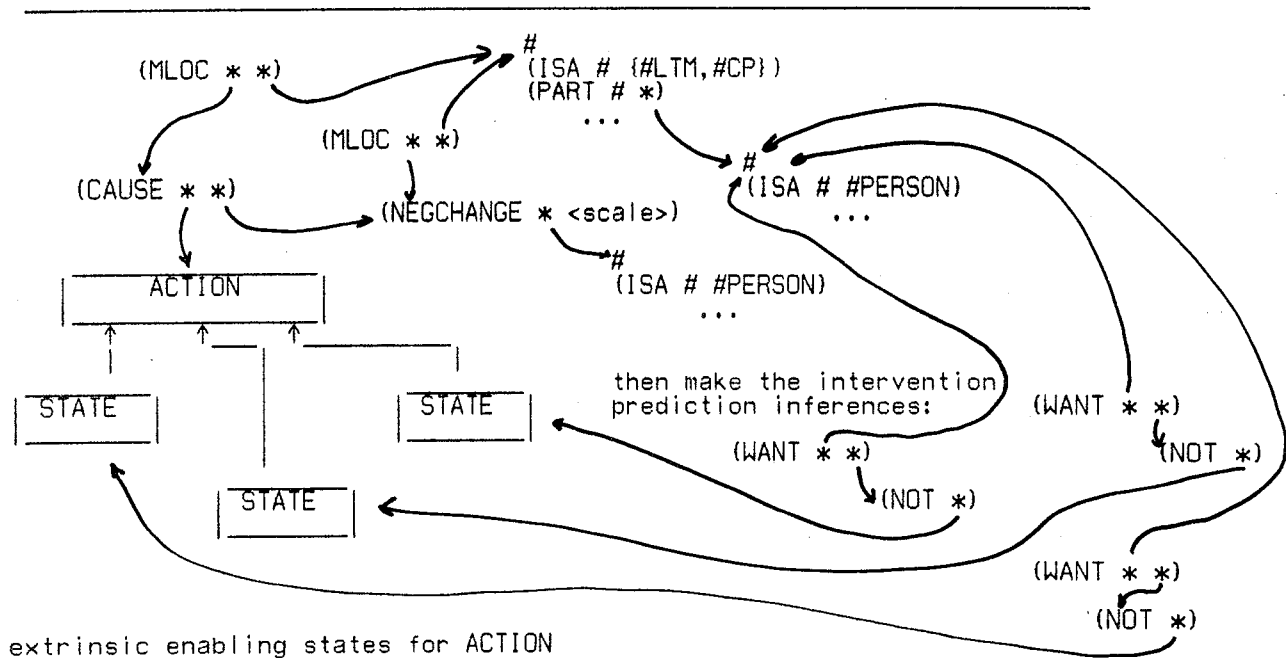 #
(MLOC * *)
(ISA # {#LTM,#CP})
(PART # *)
...
(MLOC * *)
#
(CAUSE * *)
(ISA # #PERSON)
...
(NEGCHANGE * <scale>)
#
ACTION
(ISA # #PERSON)
...
then make the intervention
prediction inferences:
STATE
STATE
(WANT * *)
(WANT * *)
(NOT *)
STATE
(NOT *)
(WANT * *)
(NOT *)
extrinsic enabling states for ACTION